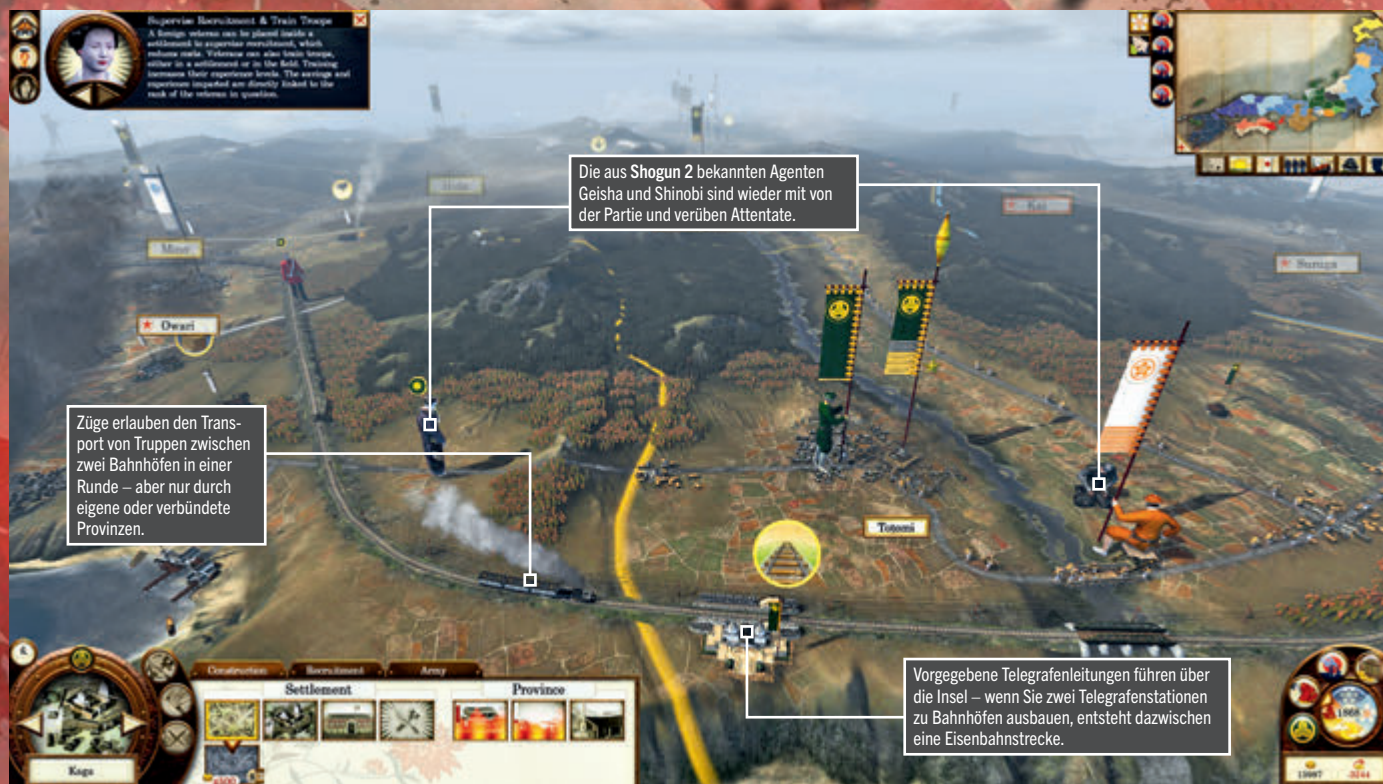 Supervise Recruitment & Train Troops
A foreign veteran can be placed inside a
settlement to supervise recruitment, which
reduces costs. Veterans can also train troops,
either in a settlement or in the field. Training
increases their experience levels. The savings and
experience imparted are directly linked to the
rank of the veteran in question.
Die aus Shogun 2 bekannten Agenten
Geisha und Shinobi sind wieder mit von
der Partie und verüben Attentate.
Kai
Mino
Suruga
Owari
Züge erlauben den Trans-
port von Truppen zwischen
zwei Bahnhöfen in einer
Runde – aber nur durch
eigene oder verbündete
Provinzen.
Totomi
Vorgegebene Telegrafenleitungen führen über
die Insel – wenn Sie zwei Telegrafenstationen
zu Bahnhöfen ausbauen, entsteht dazwischen
eine Eisenbahnstrecke.
Construction
Recruitment
Army
Settlement
Province
Kaga
1868
13987
-3244